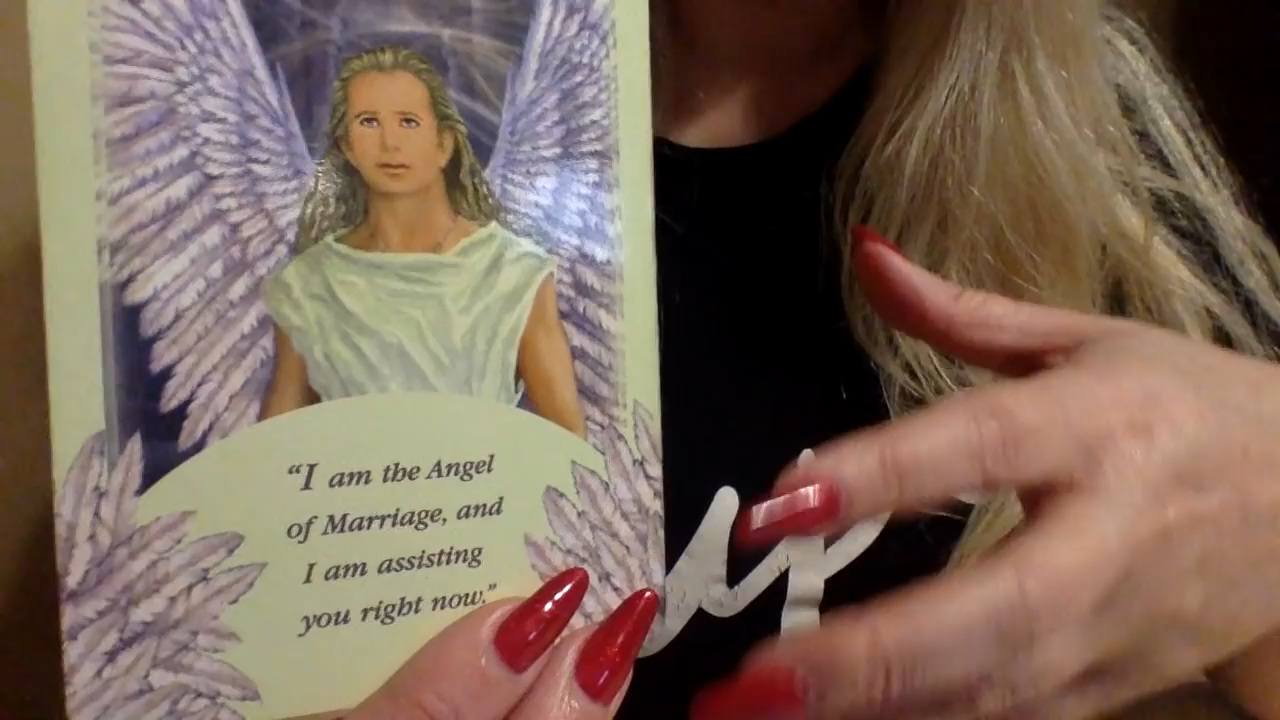 "I am the Angel
of Marriage, and
I am assisting
you right now."